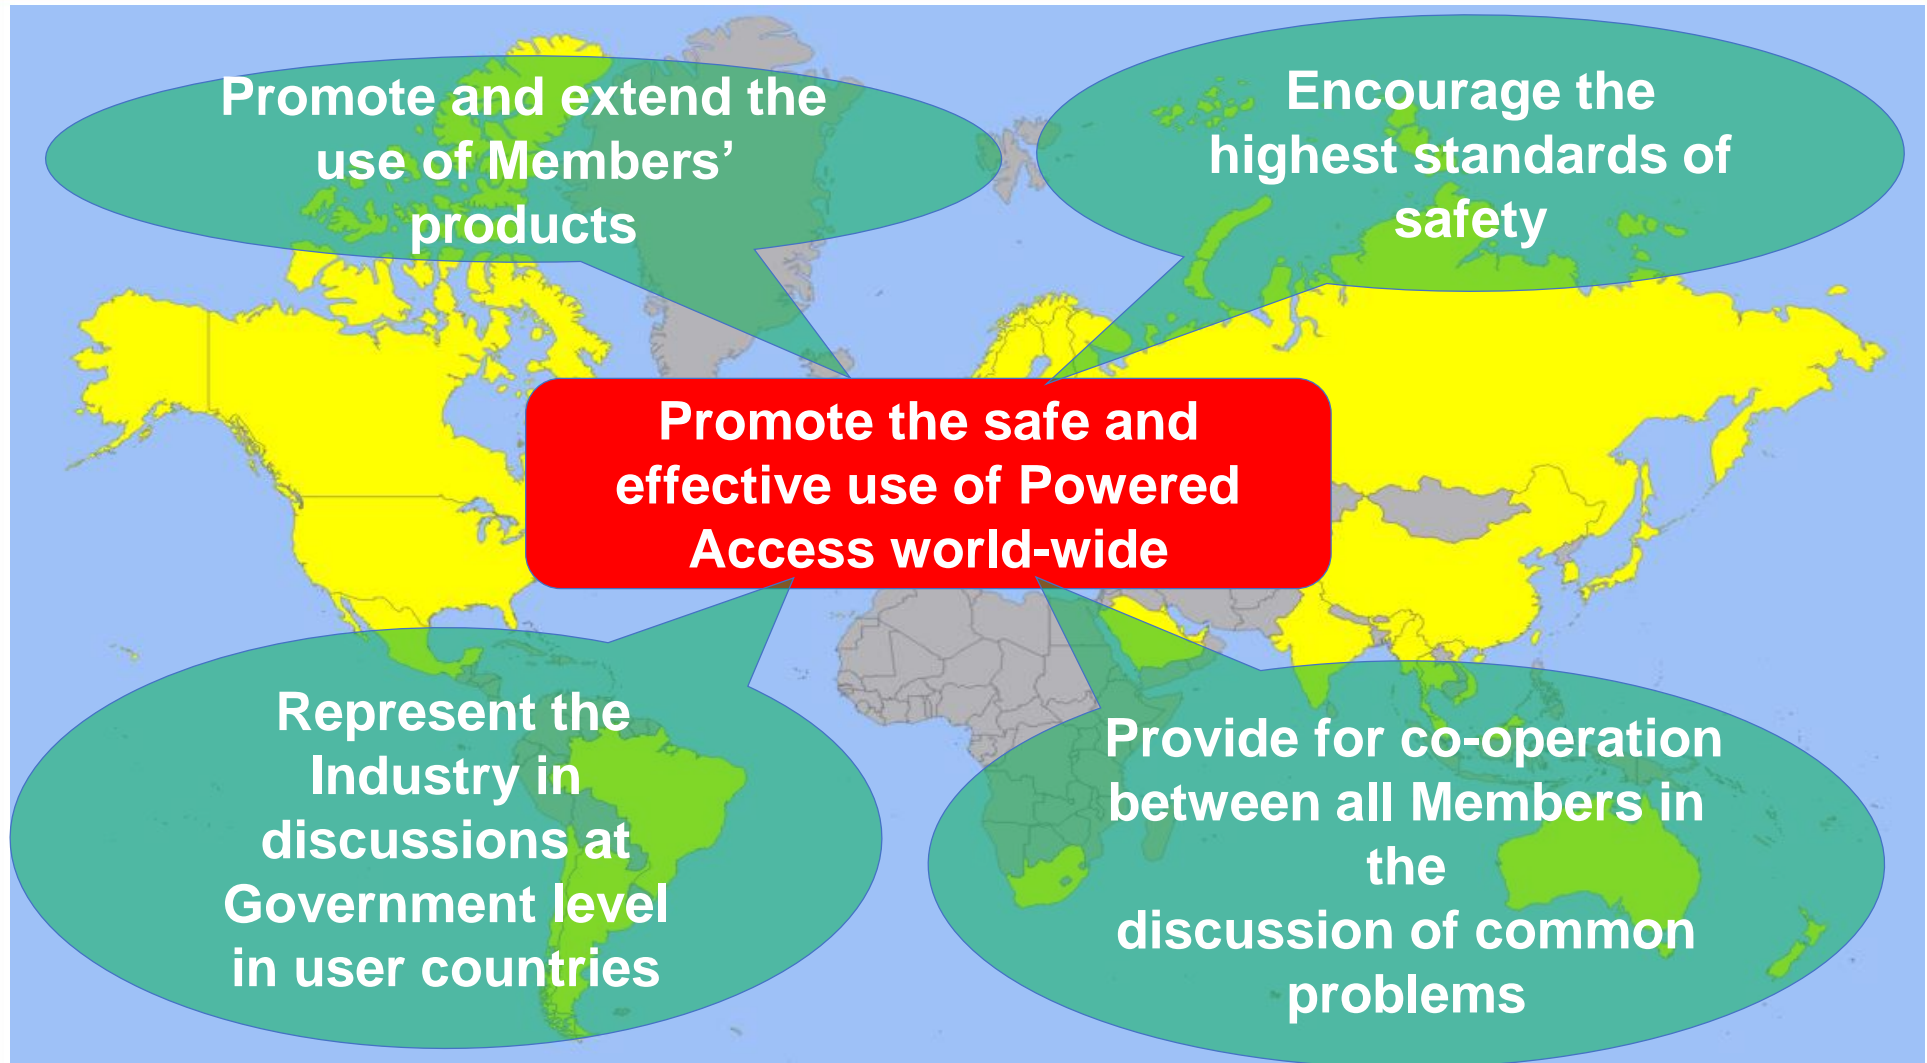 Promote and extend the
use of Members’
products
Encourage the
highest standards of
safety
Promote the safe and
effective use of Powered
Access world-wide
Represent the
Industry in
discussions at
Government level
in user countries
Provide for co-operation
between all Members in
the
discussion of common
problems